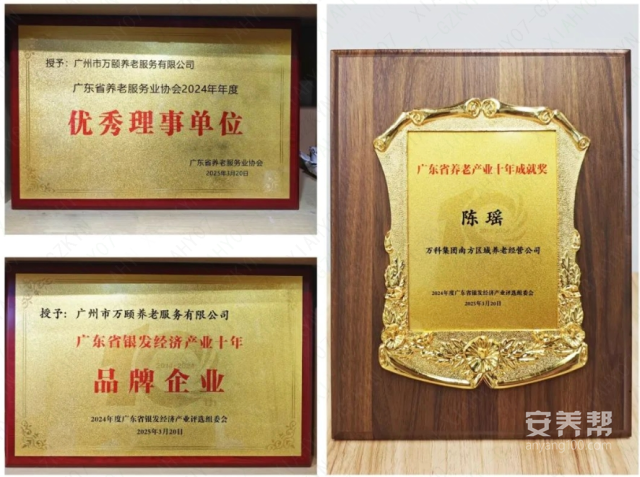 授予：广州市万颐养老服务有限公司
广东省养老服务业协会2024年年度
优秀理事单位
广东省养老服务业协会
2025年3月20日
授予：广州市万颐养老服务有限公司
广东省银发经济产业十年
品牌企业
2024年度广东省银发经济产业评选组委会
2025年3月20日
广东省养老产业十年成就奖
陈瑶
万科集团南方区域养老经营公司
2024年度广东省银发经济产业评选组委会
2025年3月20日
安养帮
anyang100.com